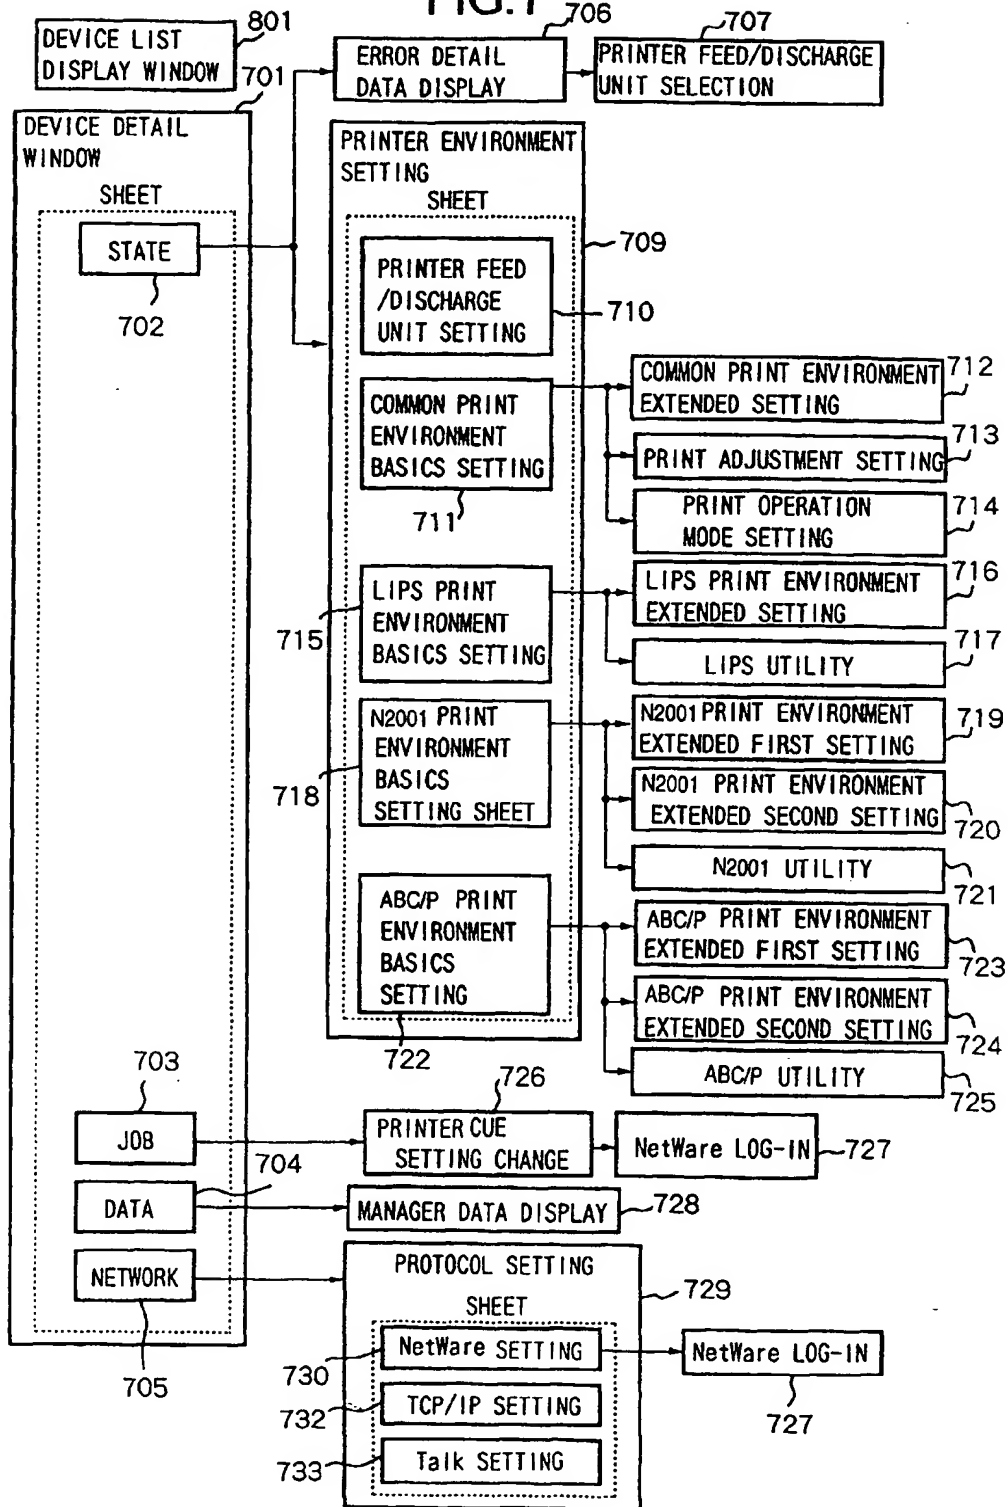 FIG.7
DEVICE LIST
DISPLAY WINDOW
801
701
ERROR DETAIL
DATA DISPLAY
706
PRINTER FEED/DISCHARGE
UNIT SELECTION
707
DEVICE DETAIL
WINDOW
SHEET
STATE
702
PRINTER ENVIRONMENT
SETTING
SHEET
709
PRINTER FEED
/DISCHARGE
UNIT SETTING
710
COMMON PRINT
ENVIRONMENT
BASICS SETTING
711
COMMON PRINT ENVIRONMENT
EXTENDED SETTING
712
PRINT ADJUSTMENT SETTING
713
PRINT OPERATION
MODE SETTING
714
LIPS PRINT
ENVIRONMENT
BASICS SETTING
715
LIPS PRINT ENVIRONMENT
EXTENDED SETTING
716
LIPS UTILITY
717
N2001 PRINT
ENVIRONMENT
BASICS
SETTING SHEET
718
N2001 PRINT ENVIRONMENT
EXTENDED FIRST SETTING
719
N2001 PRINT ENVIRONMENT
EXTENDED SECOND SETTING
720
N2001 UTILITY
721
ABC/P PRINT
ENVIRONMENT
BASICS
SETTING
722
ABC/P PRINT ENVIRONMENT
EXTENDED FIRST SETTING
723
ABC/P PRINT ENVIRONMENT
EXTENDED SECOND SETTING
724
ABC/P UTILITY
725
703
JOB
726
PRINTER CUE
SETTING CHANGE
NetWare LOG-IN
727
704
DATA
MANAGER DATA DISPLAY
728
NETWORK
705
PROTOCOL SETTING
SHEET
729
NetWare SETTING
730
NetWare LOG-IN
727
TCP/IP SETTING
732
Talk SETTING
733